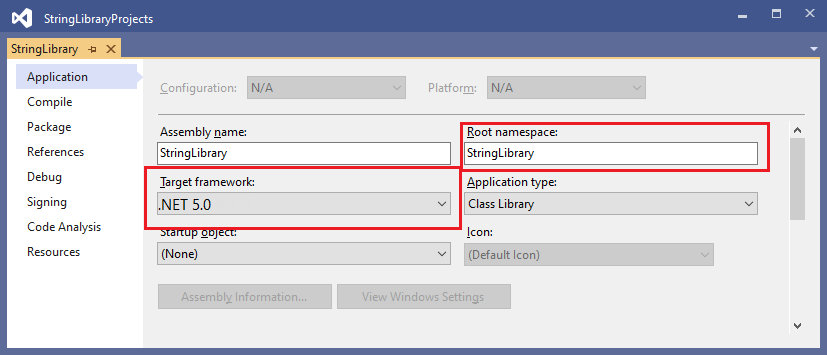 StringLibraryProjects
StringLibrary
Application
Compile
Package
References
Debug
Signing
Code Analysis
Resources
Configuration: N/A Platform: N/A
Assembly name: Root namespace:
StringLibrary StringLibrary
Target framework: Application type:
.NET 5.0 Class Library
Startup object: Icon:
(None) (Default Icon)
Assembly Information... View Windows Settings